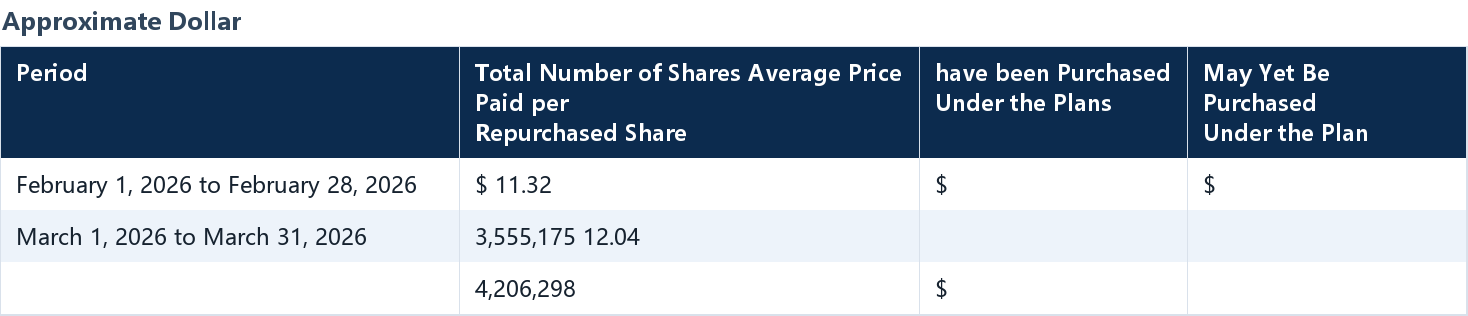 Approximate Dollar
Period
Total Number of Shares Average Price
Paid per
Repurchased Share
have been Purchased
Under the Plans
May Yet Be
Purchased
Under the Plan
February 1, 2026 to February 28, 2026
$ 11.32
$
$
March 1, 2026 to March 31, 2026
3,555,175 12.04
4,206,298
$